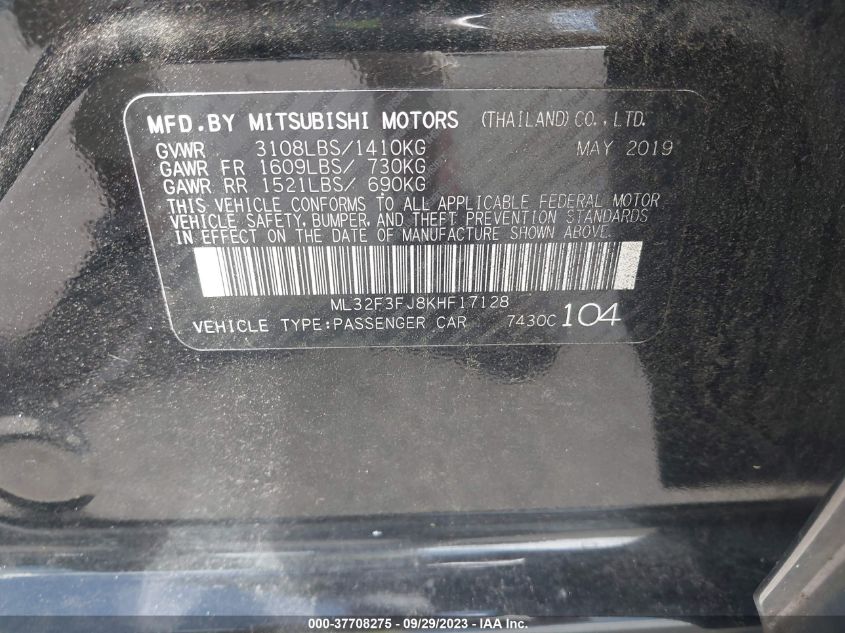 MFD.BY MITSUBISHI MOTORS (THAILAND)CO.,LTD.
GVWR 3108LBS/1410KG MAY 2019
GAWR FR 1609LBS/ 730KG
GAWR RR 1521LBS/ 690KG
THIS VEHICLE CONFORMS TO ALL APPLICABLE FEDERAL MOTOR
VEHICLE SAFETY, BUMPER, AND THEFT PREVENTION STANDARDS
IN EFFECT ON THE DATE OF MANUFACTURE SHOWN ABOVE.
ML32F3FJ8KHF17128
VEHICLE TYPE:PASSENGER CAR 7430C 104
000-37708275 - 09/29/2023 - IAAI.COM